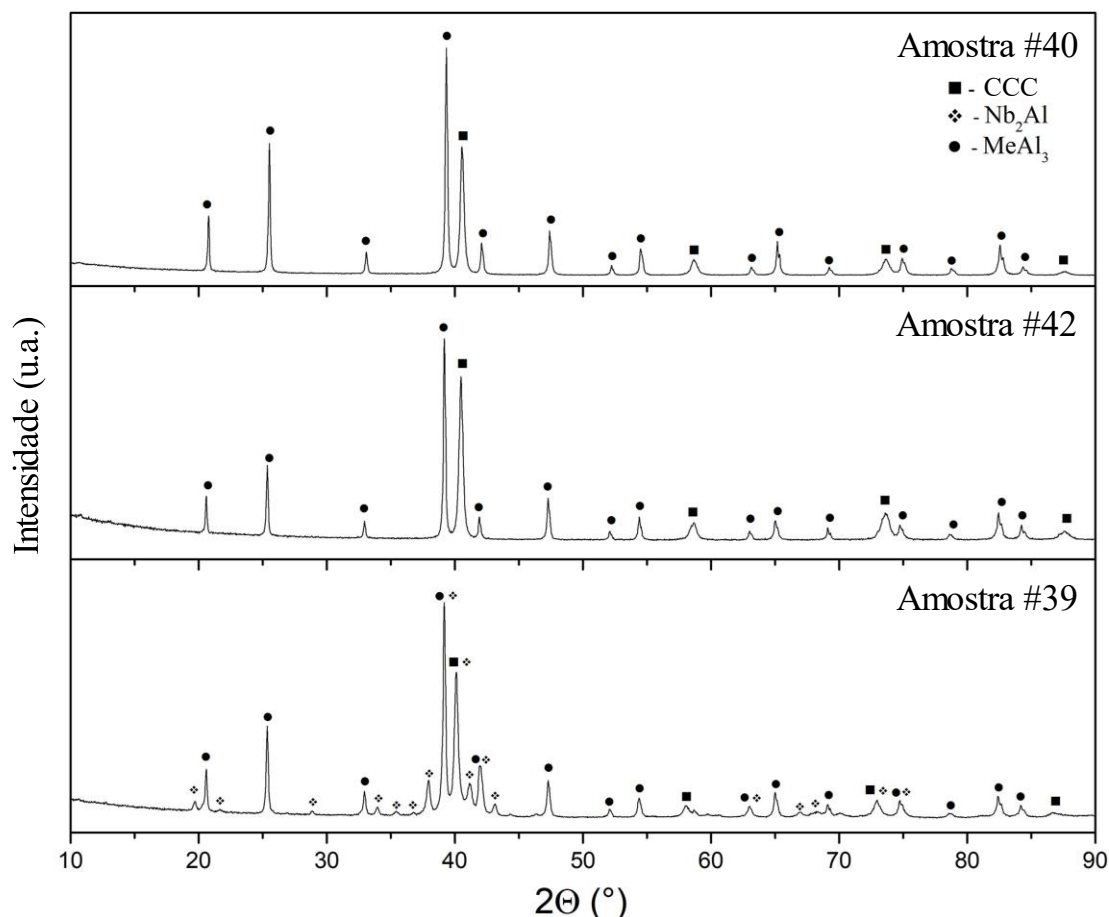 Amostra #40
■ - CCC
❖ - Nb₂Al
● - MeAl₃
Amostra #42
Amostra #39
Intensidade (u.a.)
10 20 30 40 50 60 70 80 90
2Θ (°)